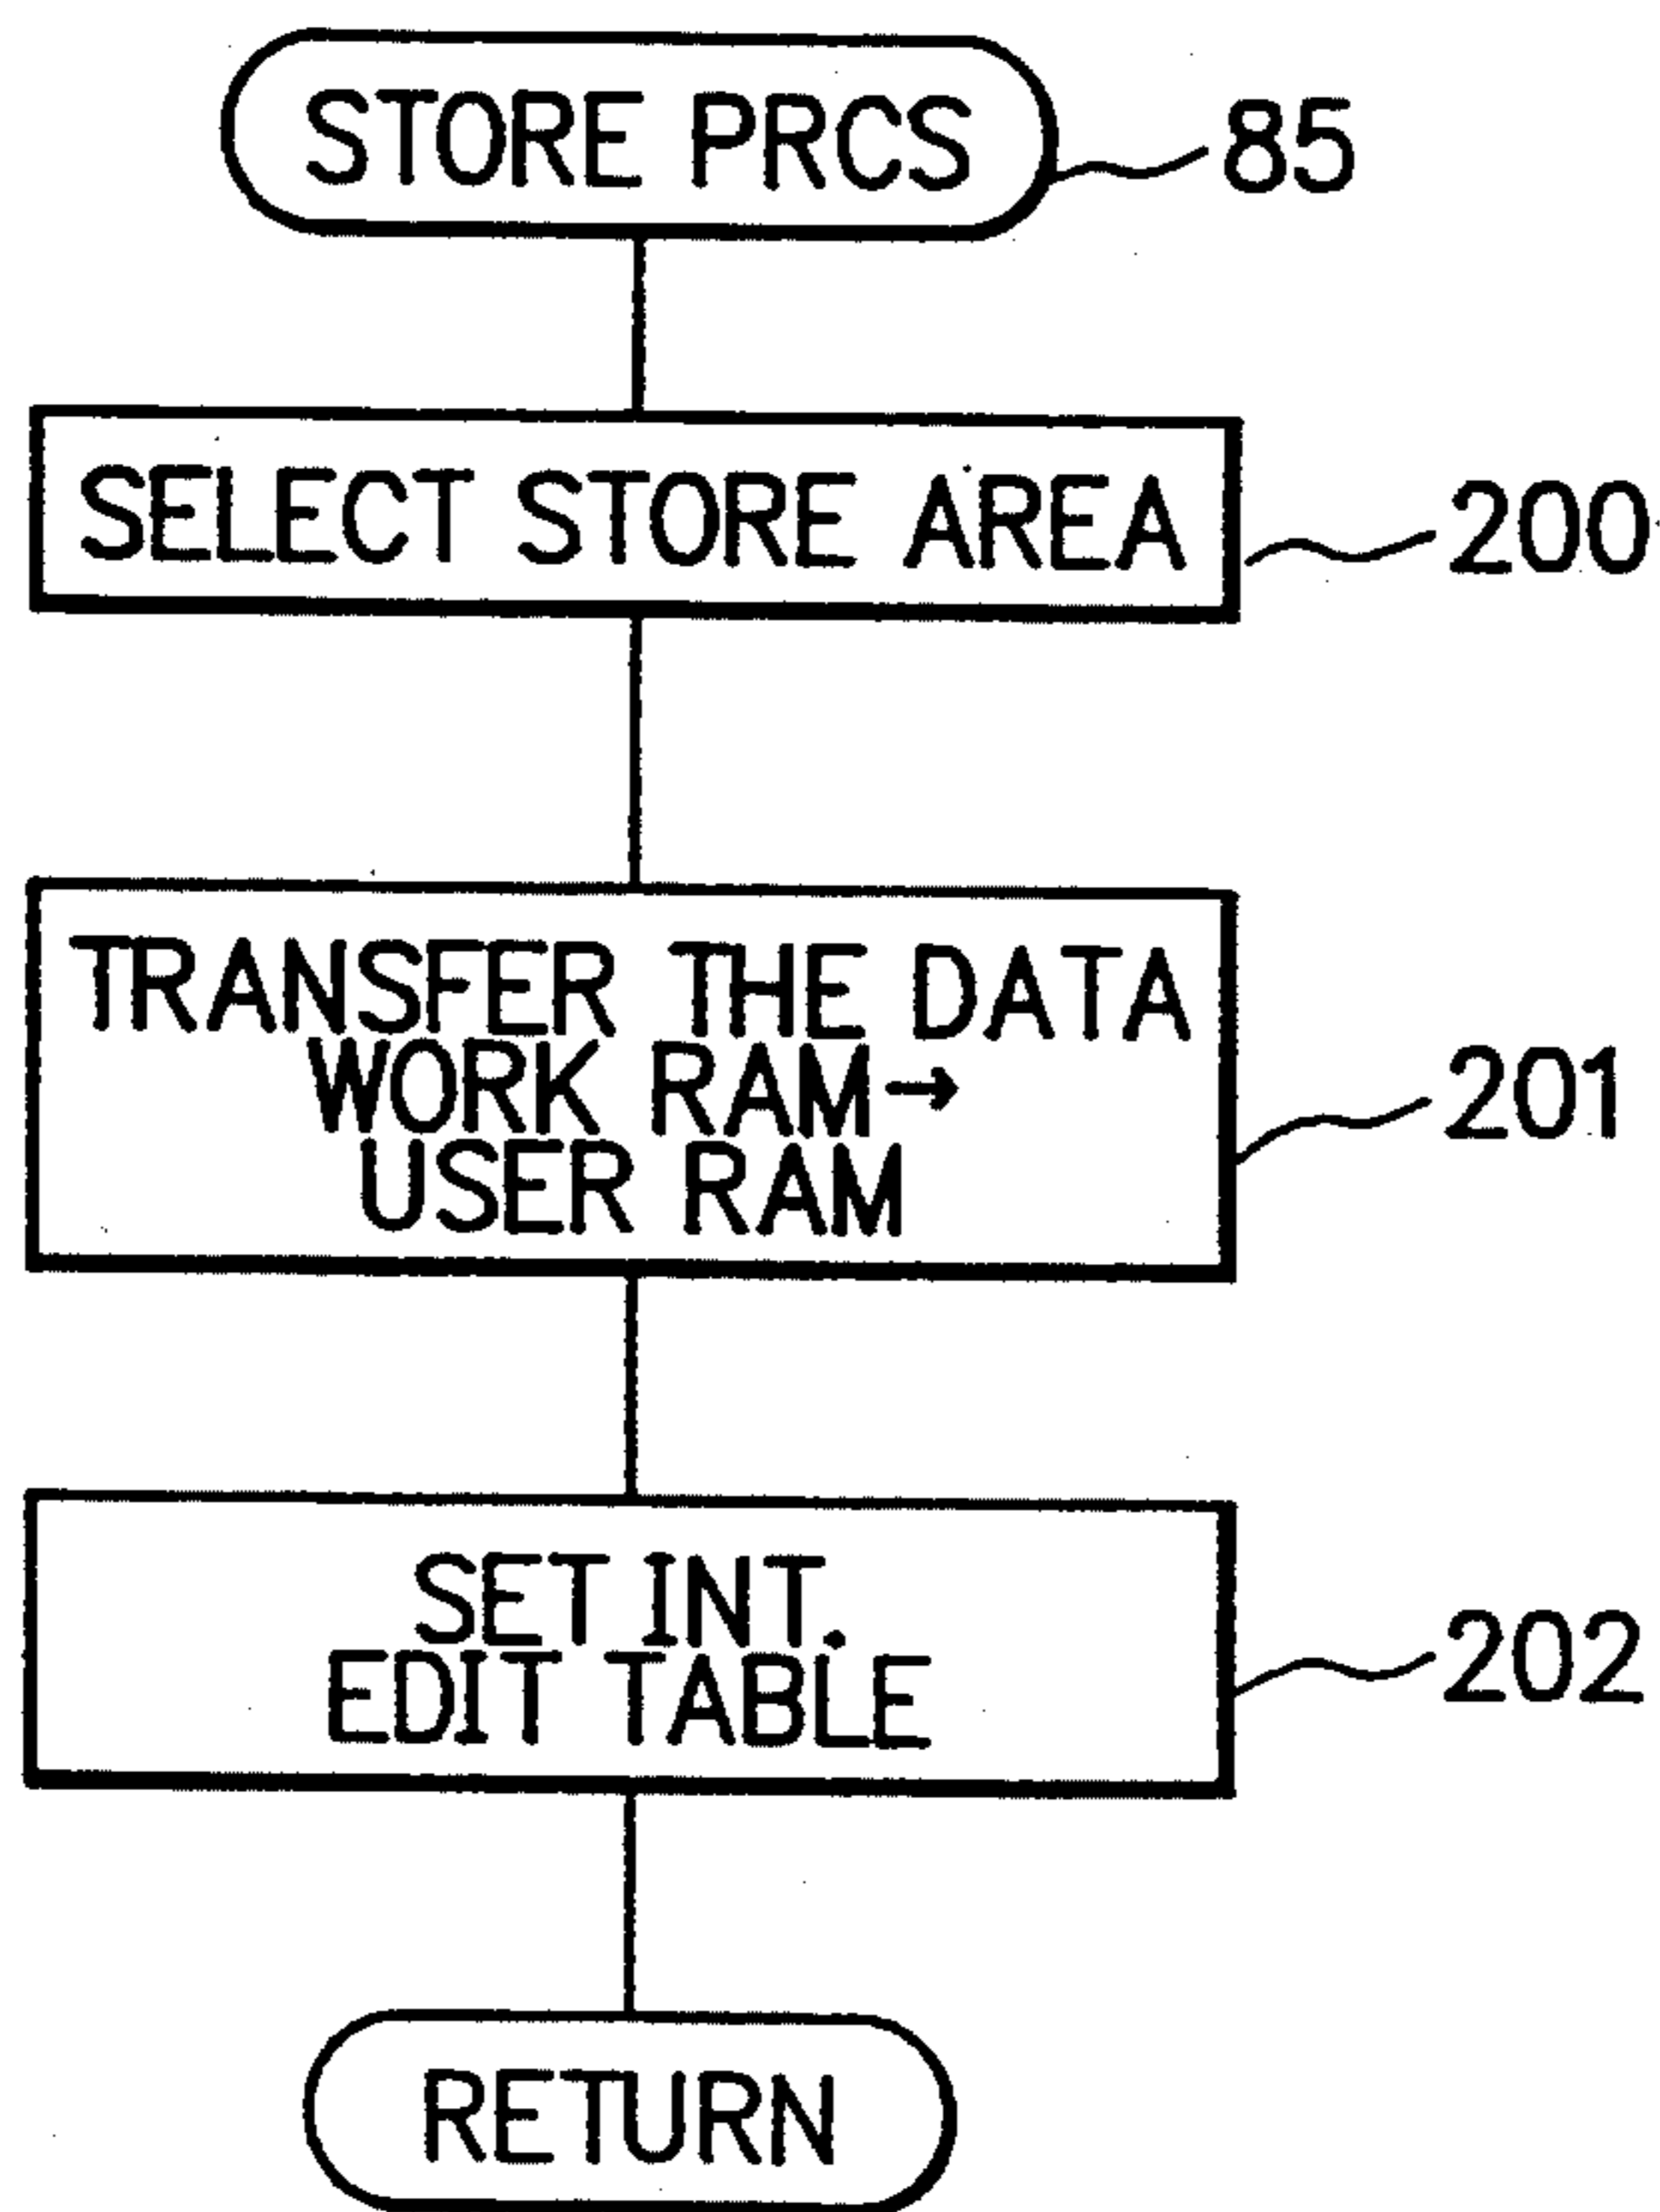 STORE PRCS
85
SELECT STORE AREA
200
TRANSFER THE DATA
WORK RAM→
USER RAM
201
SET INT.
EDIT TABLE
202
RETURN